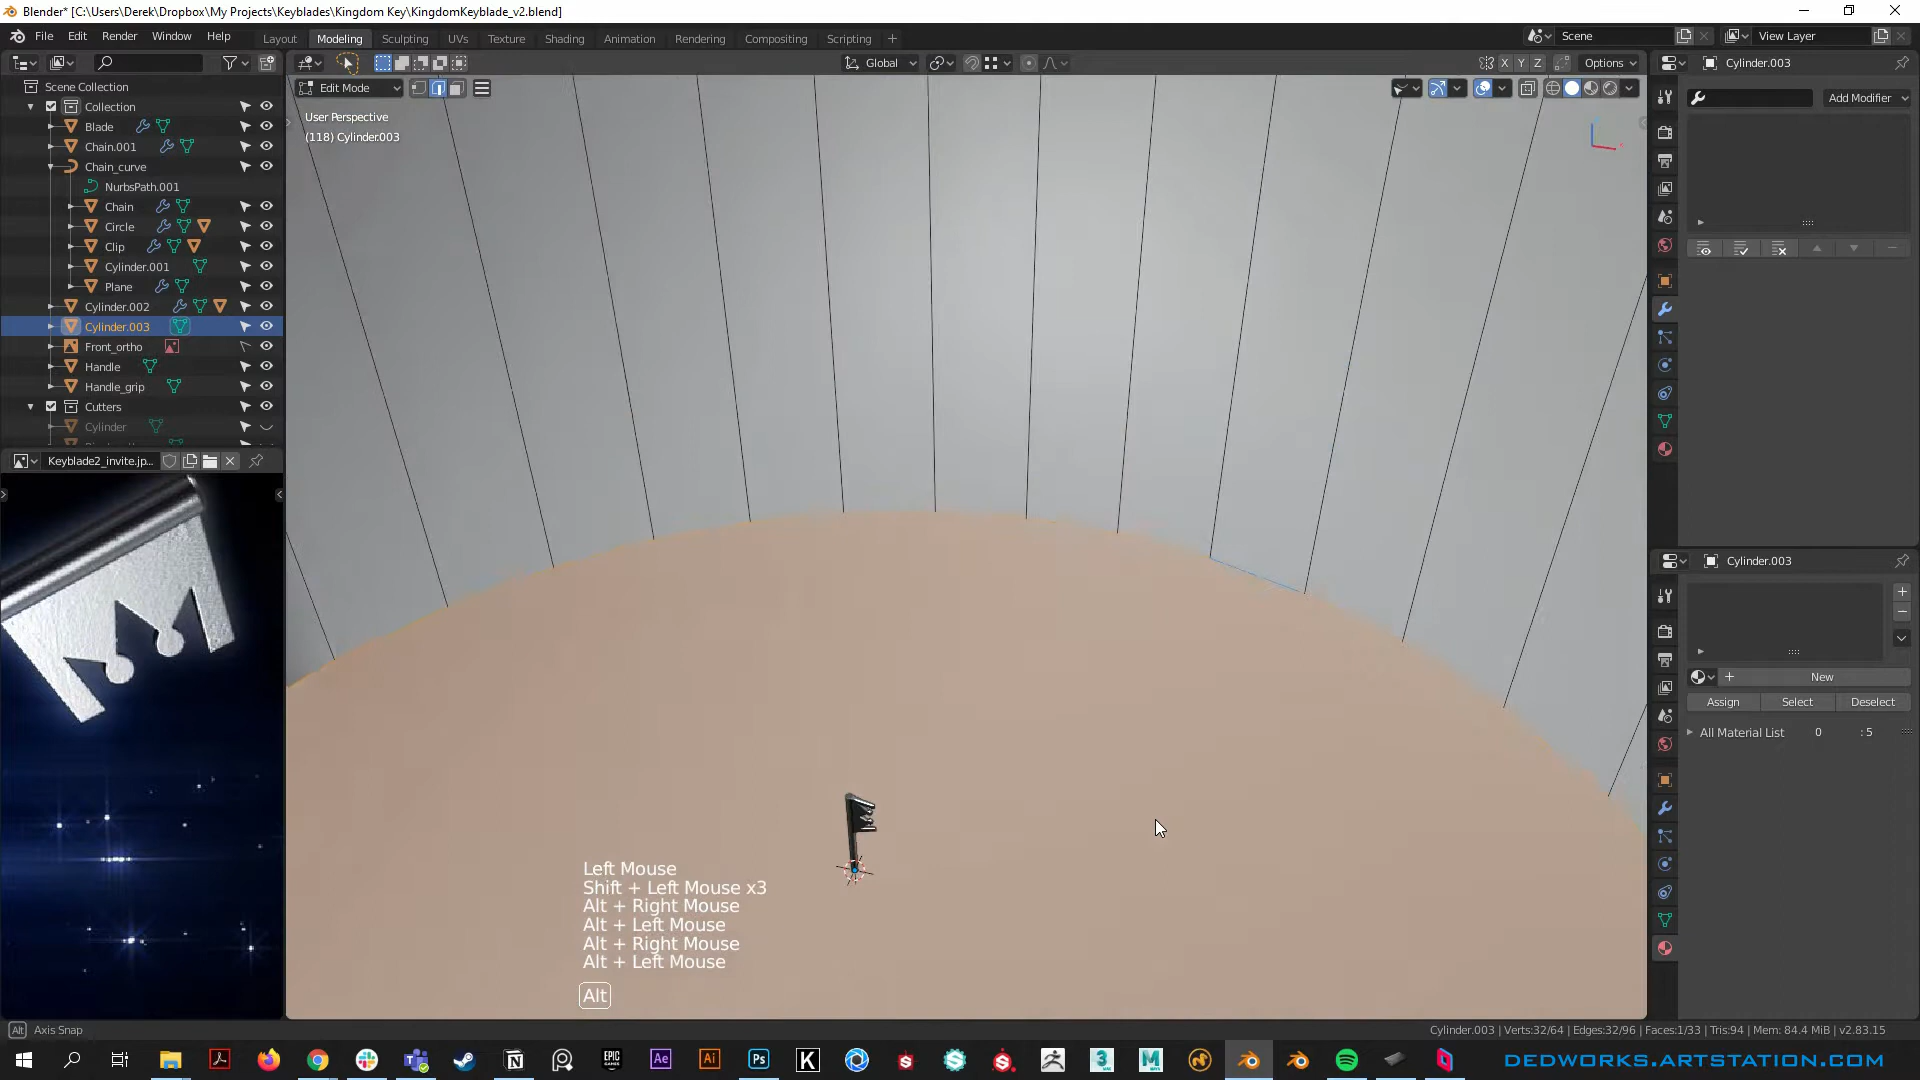 Blender* [C:\Users\Derek\Dropbox\My Projects\Keyblades\Kingdom Key\KingdomKeyblade_v2.blend]
File Edit Render Window Help Layout Modeling Sculpting UVs Texture Shading Animation Rendering Compositing Scripting + Scene View Layer
Global X Y Z Options Cylinder.003
Edit Mode
Add Modifier
User Perspective
(118) Cylinder.003
Scene Collection
Collection
Blade
Chain.001
Chain_curve
NurbsPath.001
Chain
Circle
Clip
Cylinder.001
Plane
Cylinder.002
Cylinder.003
Front_ortho
Handle
Handle_grip
Cutters
Cylinder
Keyblade2_invite.jp...
Cylinder.003
New
Assign Select Deselect
All Material List 0 : 5
Left Mouse
Shift + Left Mouse x3
Alt + Right Mouse
Alt + Left Mouse
Alt + Right Mouse
Alt + Left Mouse
Alt
Alt Axis Snap
Cylinder.003 | Verts:32/64 | Edges:32/96 | Faces:1/33 | Tris:94 | Mem: 84.4 MiB | v2.83.15
DEDWORKS.ARTSTATION.COM